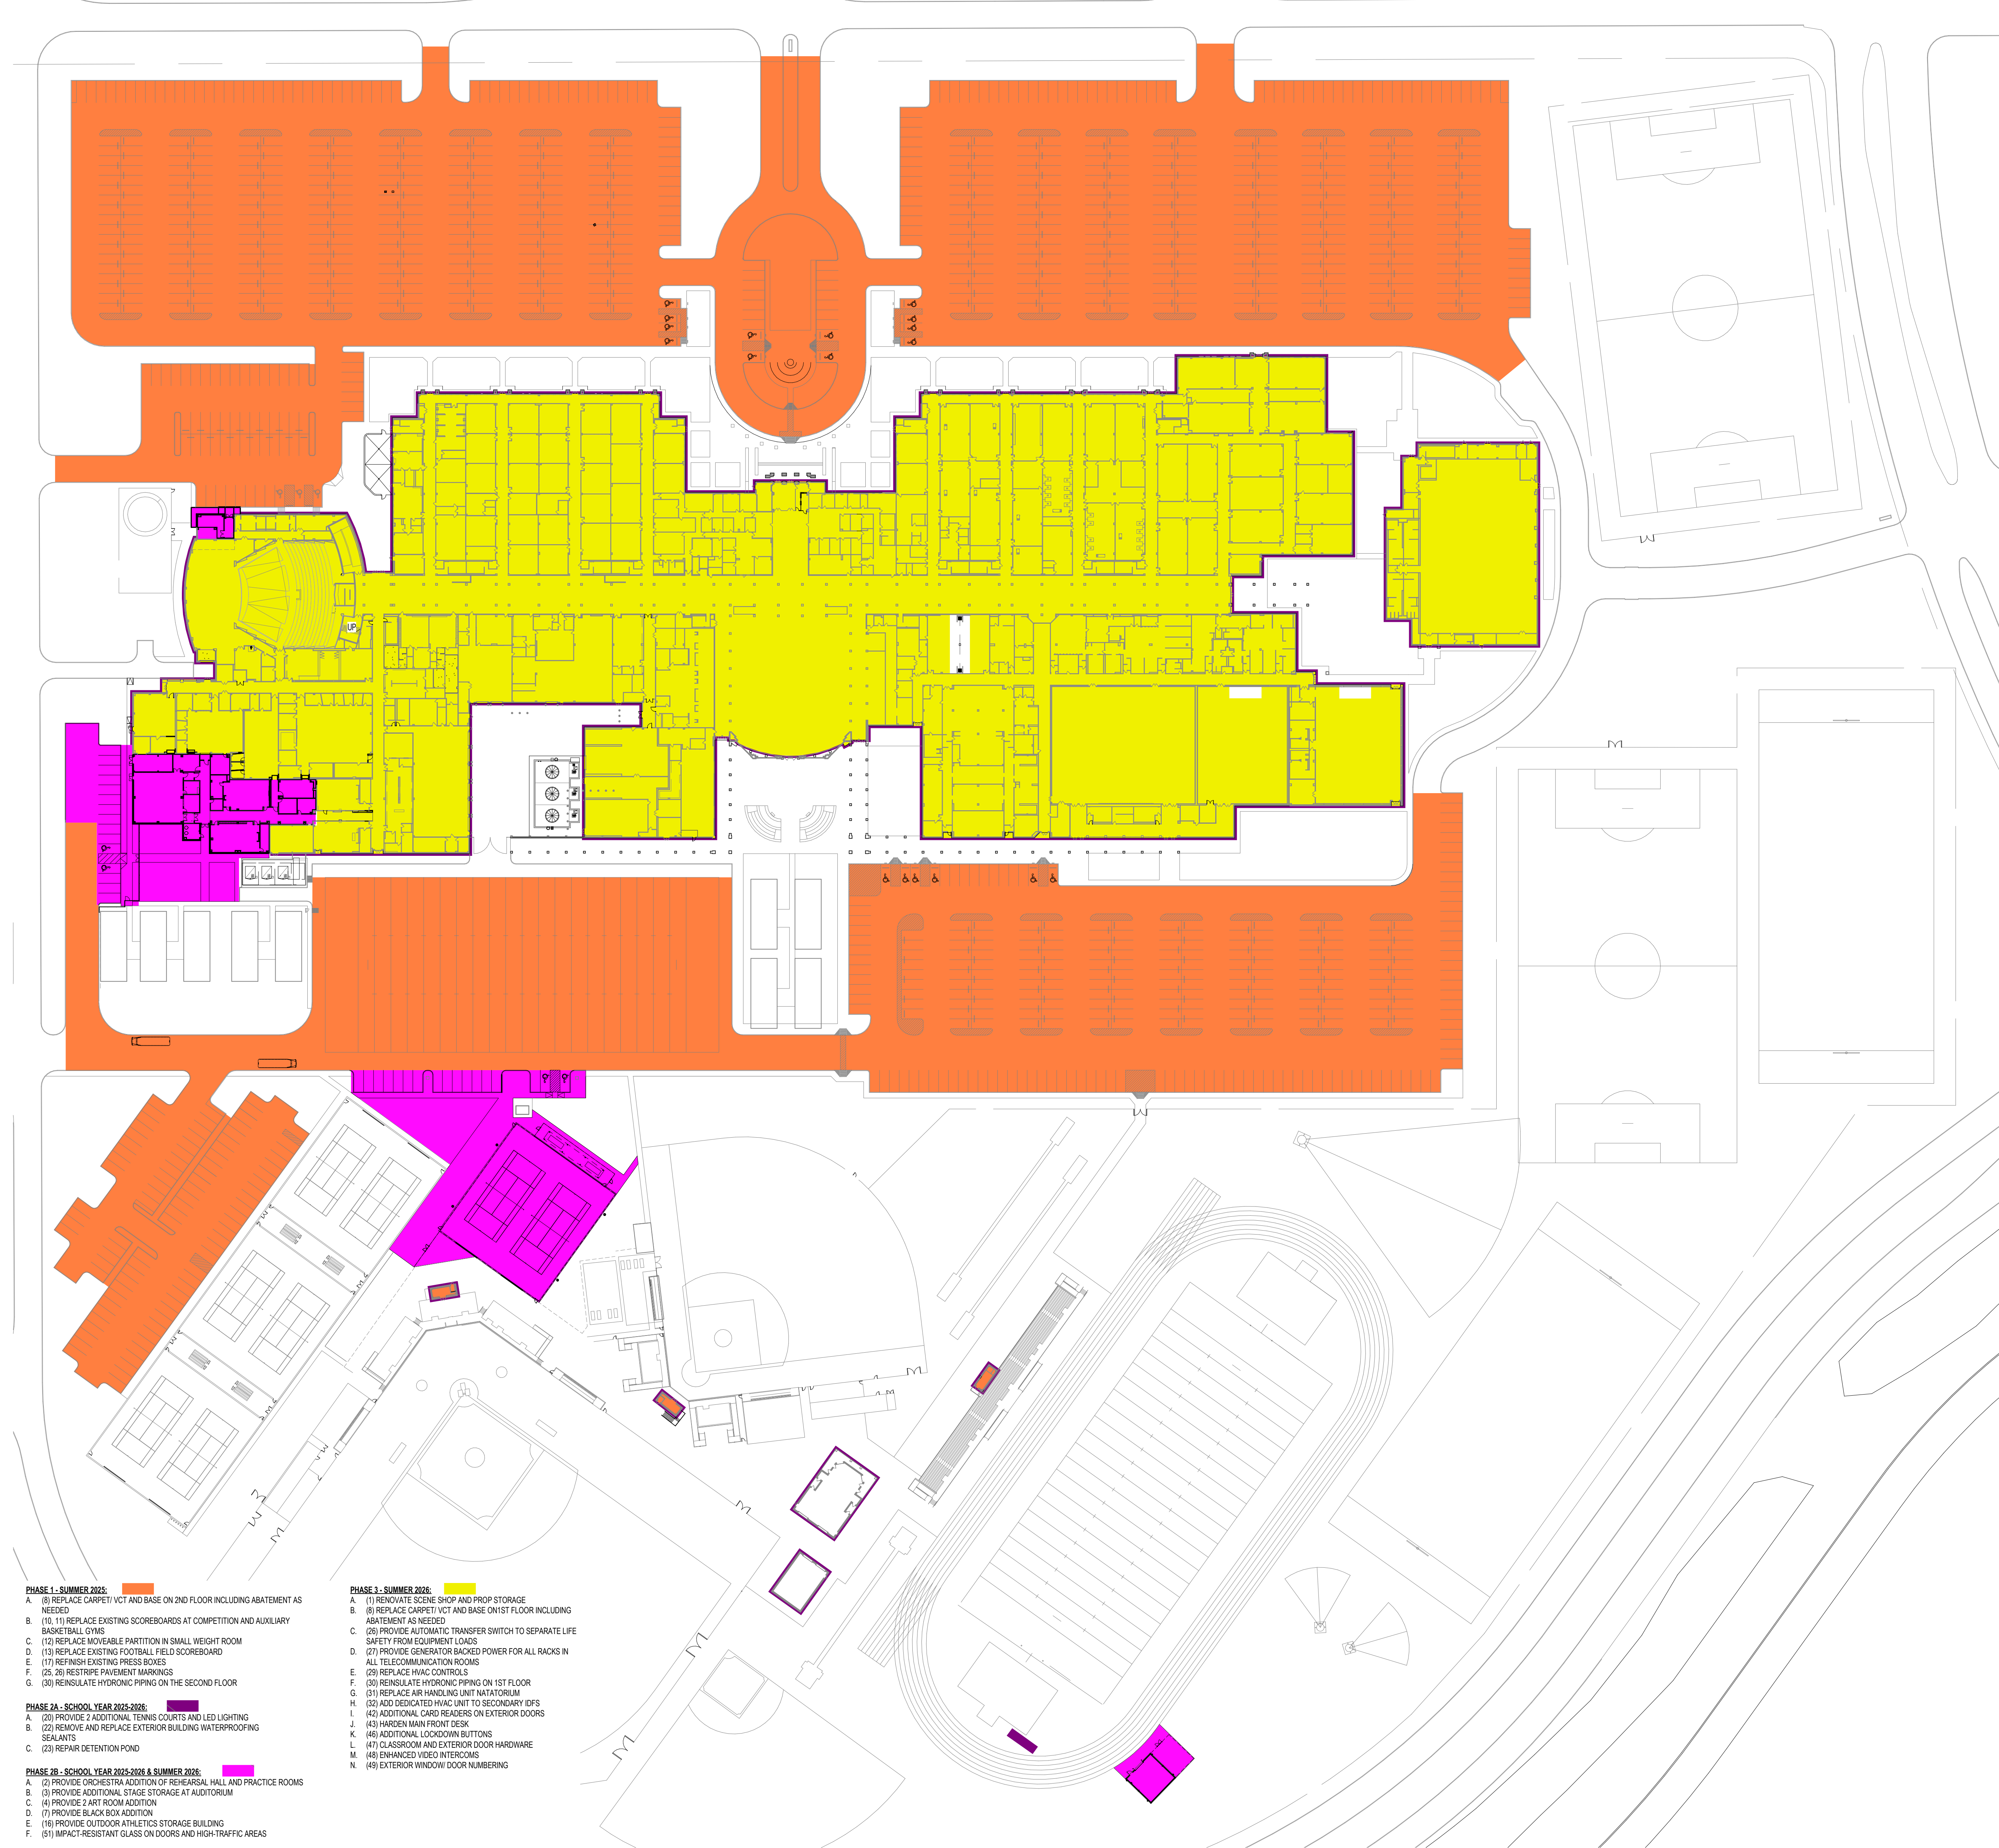 UP
PHASE 1 - SUMMER 2025:
A. (8) REPLACE CARPET/ VCT AND BASE ON 2ND FLOOR INCLUDING ABATEMENT AS
NEEDED
B. (10, 11) REPLACE EXISTING SCOREBOARDS AT COMPETITION AND AUXILIARY
BASKETBALL GYMS
C. (12) REPLACE MOVEABLE PARTITION IN SMALL WEIGHT ROOM
D. (13) REPLACE EXISTING FOOTBALL FIELD SCOREBOARD
E. (17) REFINISH EXISTING PRESS BOXES
F. (25, 26) RESTRIPE PAVEMENT MARKINGS
G. (30) REINSULATE HYDRONIC PIPING ON THE SECOND FLOOR
PHASE 2A - SCHOOL YEAR 2025-2026:
A. (20) PROVIDE 2 ADDITIONAL TENNIS COURTS AND LED LIGHTING
B. (22) REMOVE AND REPLACE EXTERIOR BUILDING WATERPROOFING
SEALANTS
C. (23) REPAIR DETENTION POND
PHASE 2B - SCHOOL YEAR 2025-2026 & SUMMER 2026:
A. (2) PROVIDE ORCHESTRA ADDITION OF REHEARSAL HALL AND PRACTICE ROOMS
B. (3) PROVIDE ADDITIONAL STAGE STORAGE AT AUDITORIUM
C. (4) PROVIDE 2 ART ROOM ADDITION
D. (7) PROVIDE BLACK BOX ADDITION
E. (16) PROVIDE OUTDOOR ATHLETICS STORAGE BUILDING
F. (51) IMPACT-RESISTANT GLASS ON DOORS AND HIGH-TRAFFIC AREAS
PHASE 3 - SUMMER 2026:
A. (1) RENOVATE SCENE SHOP AND PROP STORAGE
B. (8) REPLACE CARPET/ VCT AND BASE ON1ST FLOOR INCLUDING
ABATEMENT AS NEEDED
C. (26) PROVIDE AUTOMATIC TRANSFER SWITCH TO SEPARATE LIFE
SAFETY FROM EQUIPMENT LOADS
D. (27) PROVIDE GENERATOR BACKED POWER FOR ALL RACKS IN
ALL TELECOMMUNICATION ROOMS
E. (29) REPLACE HVAC CONTROLS
F. (30) REINSULATE HYDRONIC PIPING ON 1ST FLOOR
G. (31) REPLACE AIR HANDLING UNIT NATATORIUM
H. (32) ADD DEDICATED HVAC UNIT TO SECONDARY IDFS
I. (42) ADDITIONAL CARD READERS ON EXTERIOR DOORS
J. (43) HARDEN MAIN FRONT DESK
K. (46) ADDITIONAL LOCKDOWN BUTTONS
L. (47) CLASSROOM AND EXTERIOR DOOR HARDWARE
M. (48) ENHANCED VIDEO INTERCOMS
N. (49) EXTERIOR WINDOW/ DOOR NUMBERING